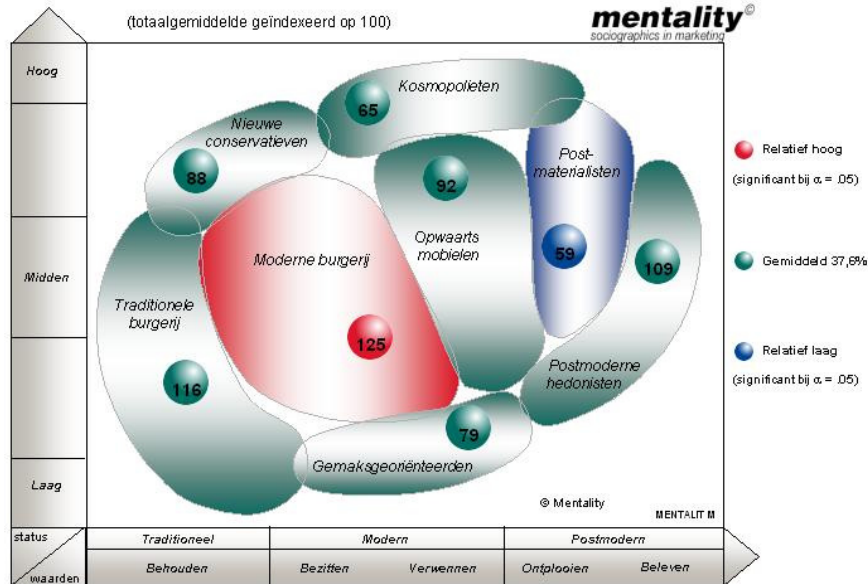 (totaalgemiddelde geïndexeerd op 100)
mentality©
sociographics in marketing
Hoog
Midden
Laag
Kosmopolieten
65
Nieuwe
conservatieven
88
Post-
materialisten
59
92
Opwaarts
mobielen
Moderne burgerij
125
109
Postmoderne
hedonisten
Traditionele
burgerij
116
79
Gemaksgeoriënteerden
Relatief hoog
(significant bij α = .05)
Gemiddeld 37,6%
Relatief laag
(significant bij α = .05)
© Mentality
MENTALIT M
status
waarden
Traditioneel
Modern
Postmodern
Behouden
Bezitten
Verwennen
Ontplooien
Beleven